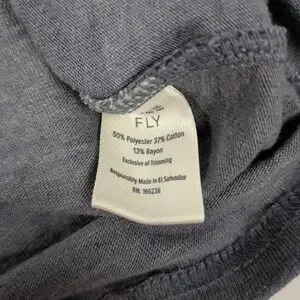 FLY
50% Polyester 37% Cotton
13% Rayon
Exclusive of Trimming
Responsibly Made in El Salvador
RN: 166238